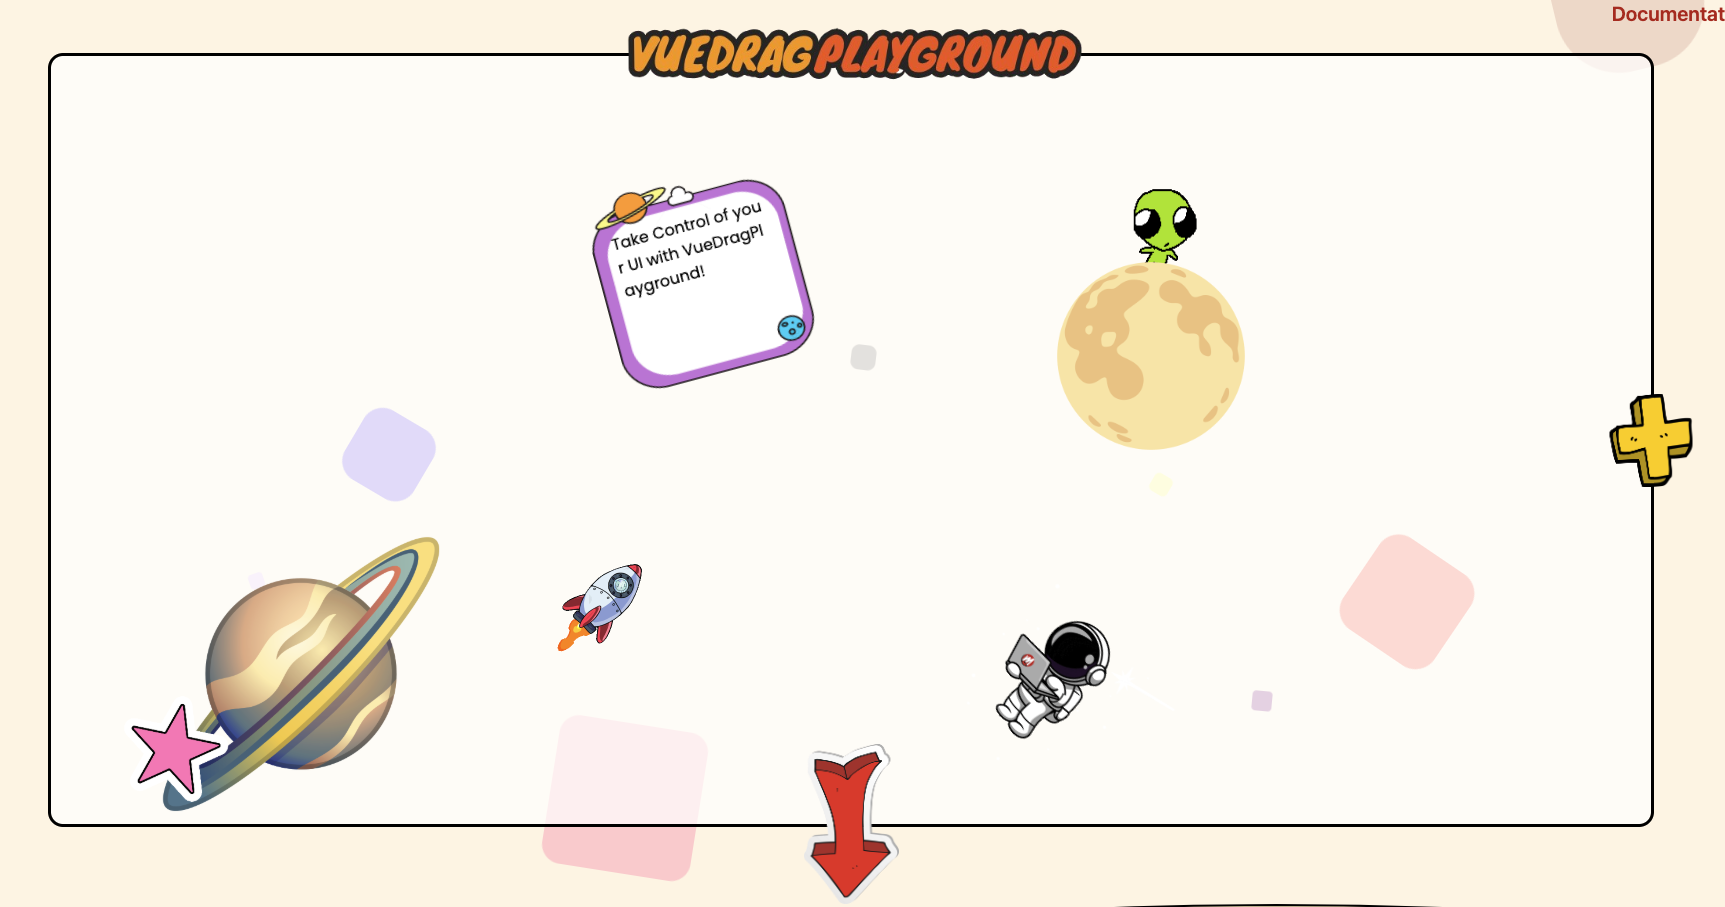 Documentat
VUEDRAG PLAYGROUND
Take Control of you
r UI with VueDragPl
ayground!